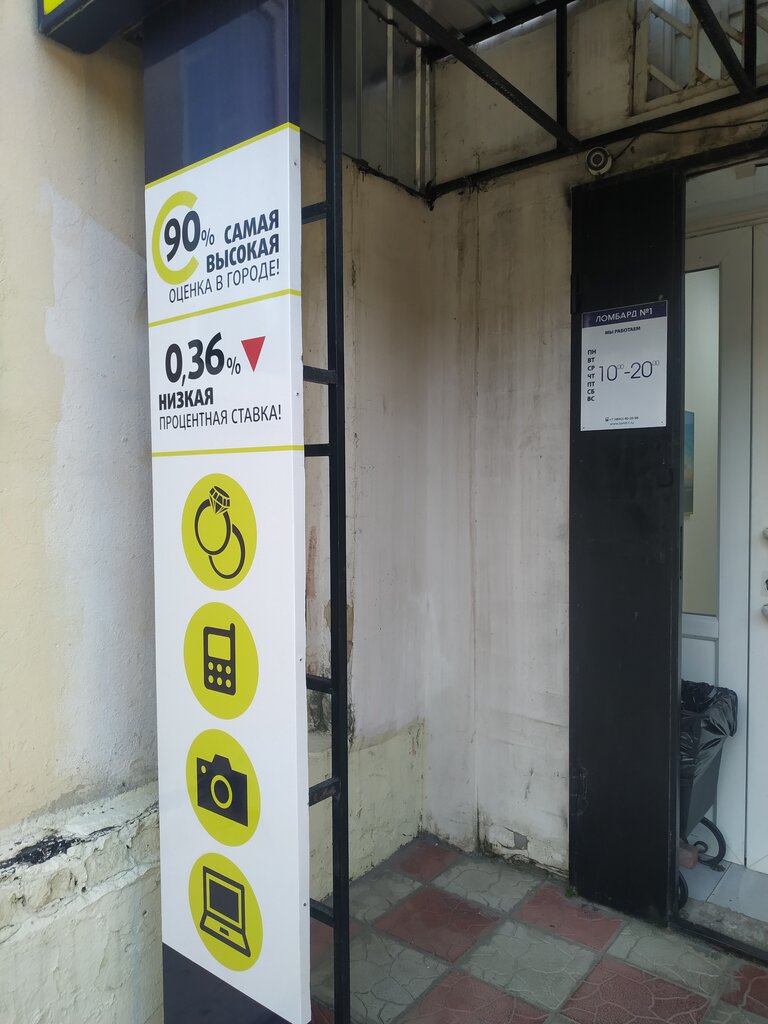 90% САМАЯ
ВЫСОКАЯ
ОЦЕНКА В ГОРОДЕ!
0,36%
НИЗКАЯ
ПРОЦЕНТНАЯ СТАВКА!
ЛОМБАРД №1
МЫ РАБОТАЕМ
ПН
ВТ
СР
ЧТ
ПТ
СБ
ВС
10⁰⁰-20⁰⁰